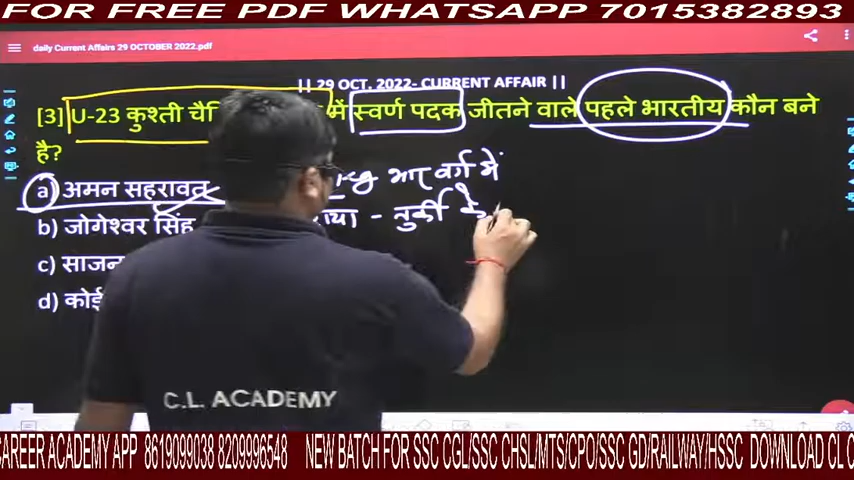 FOR FREE PDF WHATSAPP 7015382893
daily Current Affairs 29 OCTOBER 2022.pdf
|| 29 OCT. 2022- CURRENT AFFAIR ||
[3] U-23 कुश्ती में स्वर्ण पदक जीतने वाले पहले भारतीय कौन बने
है?
a) अमन सहरावत kg भार वर्ग में
b) जोगेश्वर सिंह तुर्की के
c) साजन
d) कोई
C.L. ACADEMY
CAREER ACADEMY APP 8619099038 8209996548 NEW BATCH FOR SSC CGL/SSC CHSL/MTS/CPO/SSC GD/RAILWAY/HSSC DOWNLOAD CL